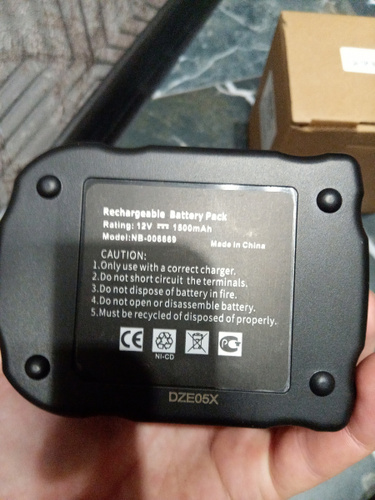 Rechargeable Battery Pack
Rating: 12V ⎓ 1500mAh
Model:NB-006669
Made in China
CAUTION:
1.Only use with a correct charger.
2.Do not short circuit the terminals.
3.Do not dispose of battery in fire.
4.Do not open or disassemble battery.
5.Must be recycled of disposed of properly.
CE
NI-CD
DZE05X